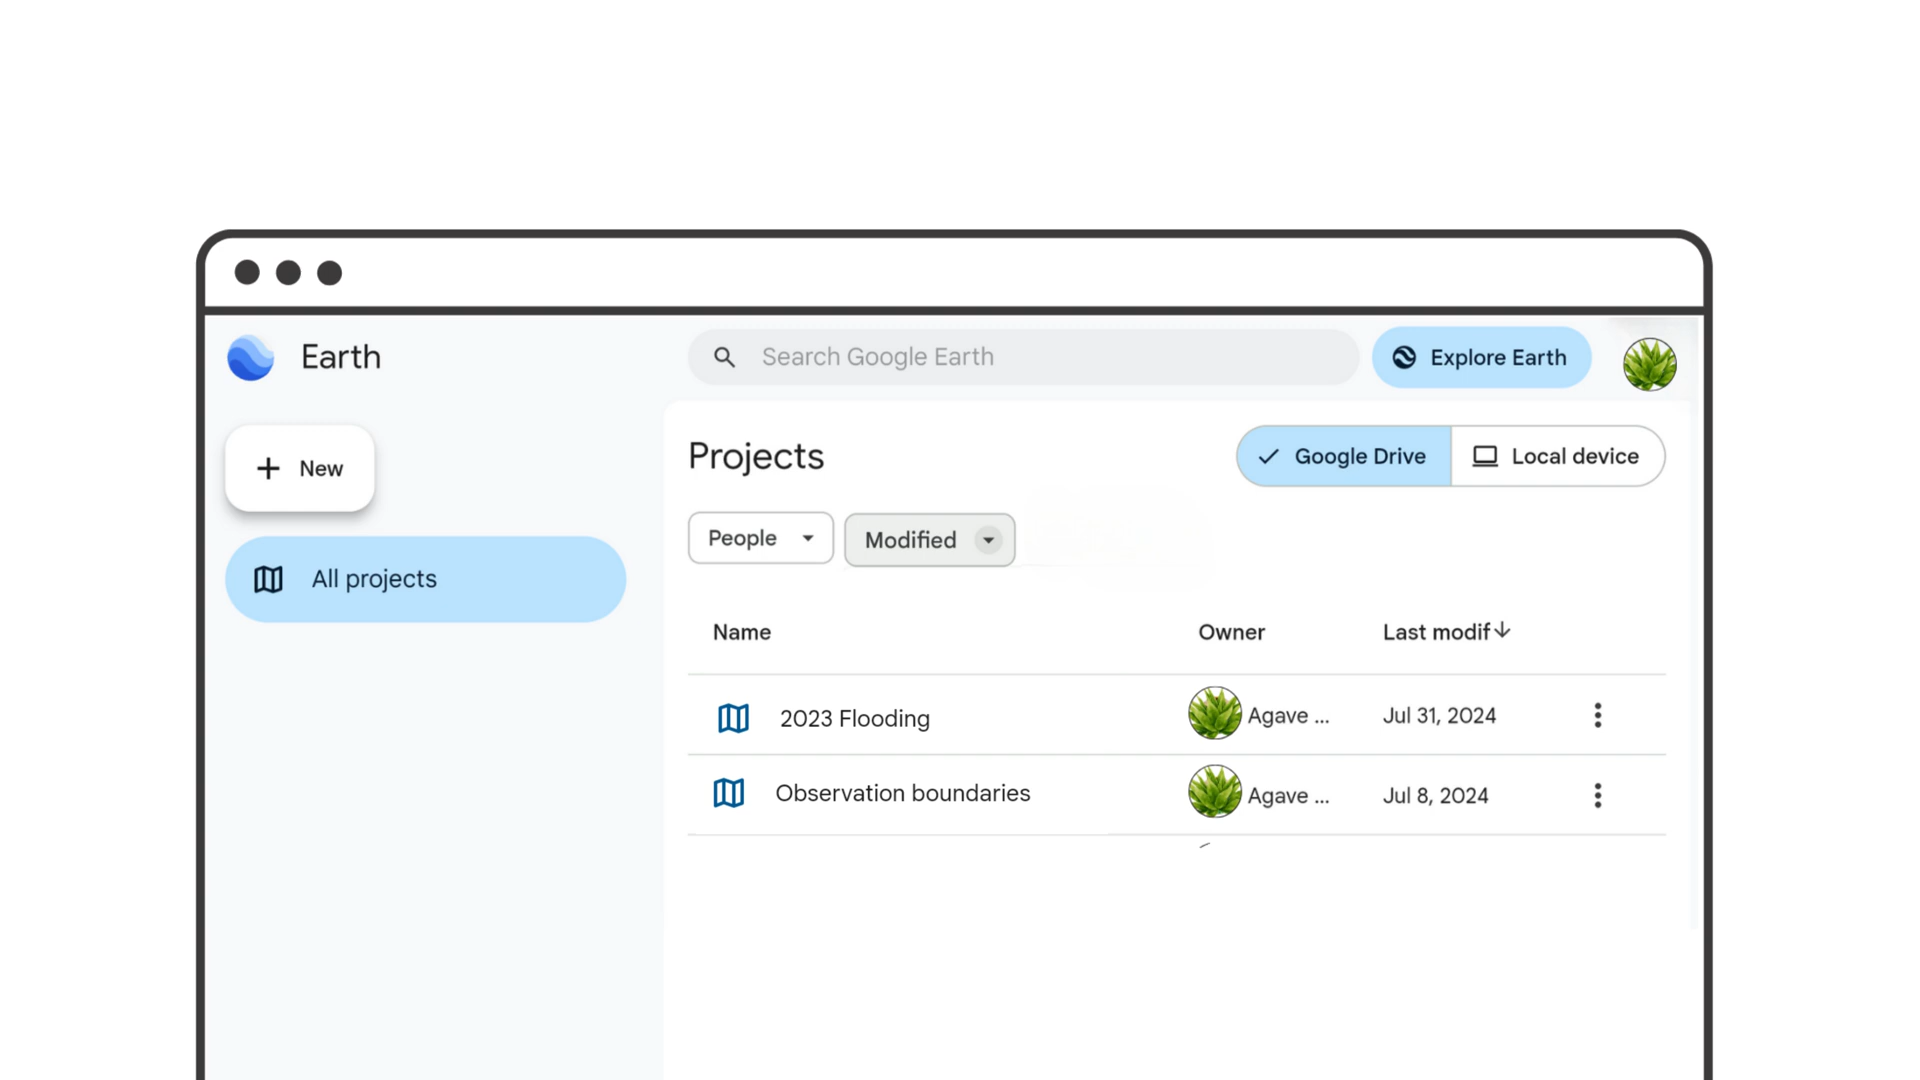 Earth
Search Google Earth
Explore Earth
New
All projects
Projects
Google Drive
Local device
People
Modified
Name Owner Last modif
2023 Flooding Agave ... Jul 31, 2024
Observation boundaries Agave ... Jul 8, 2024